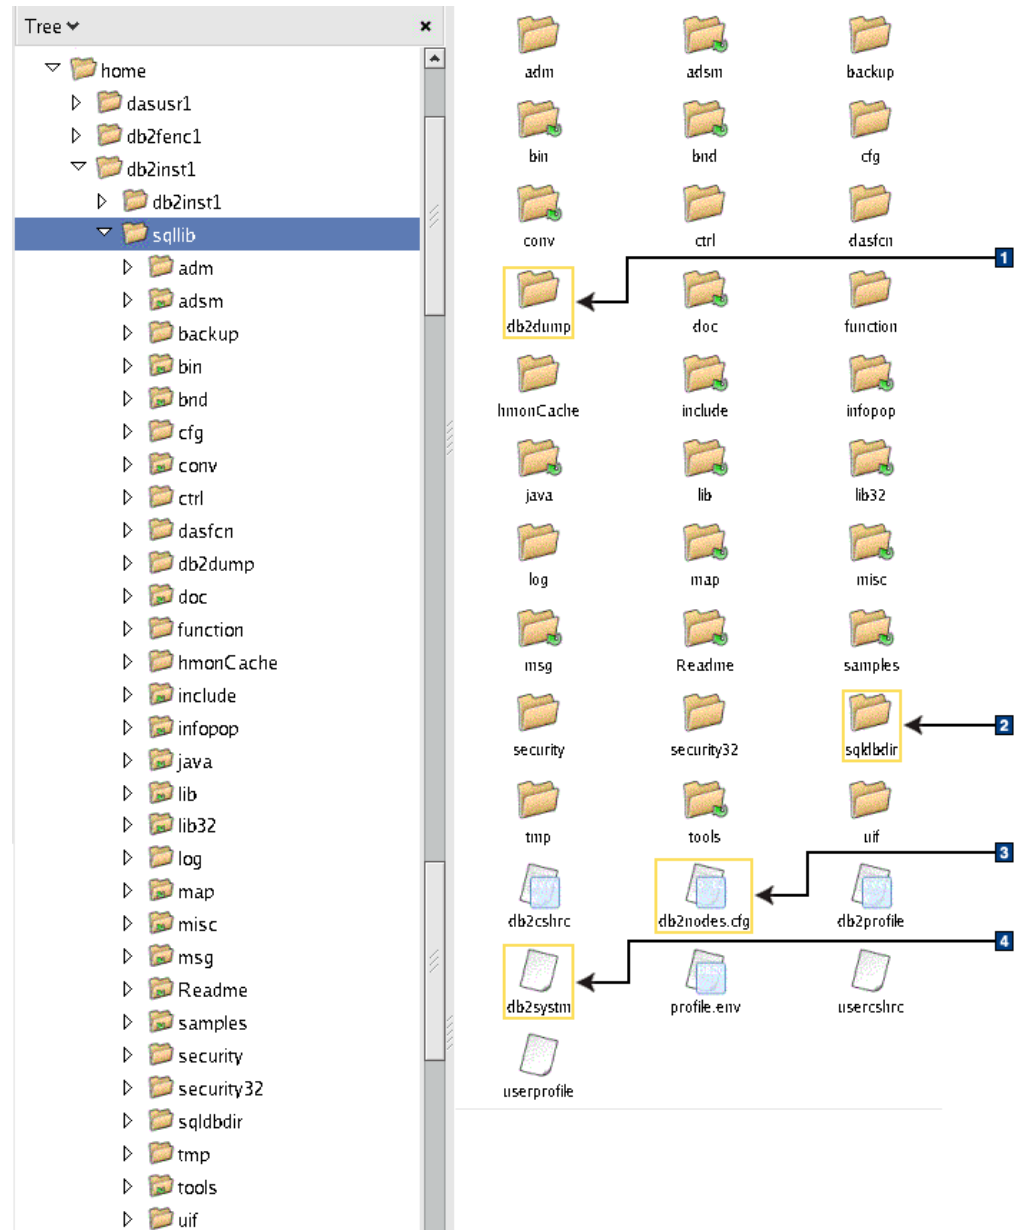 Tree
home
dasusr1
db2fenc1
db2inst1
db2inst1
sqllib
adm
adsm
backup
bin
bnd
cfg
conv
ctrl
dasfcn
db2dump
doc
function
hmonCache
include
infopop
java
lib
lib32
log
map
misc
msg
Readme
samples
security
security32
sqldbdir
tmp
tools
uif
adm adsm backup
bin bnd cfg
conv ctrl dasfcn
1
db2dump doc function
hmonCache include infopop
java lib lib32
log map misc
msg Readme samples
2
security security32 sqldbdir
tmp tools uif
3
db2cshrc db2nodes.cfg db2profile
4
db2systm profile.env usercshrc
userprofile